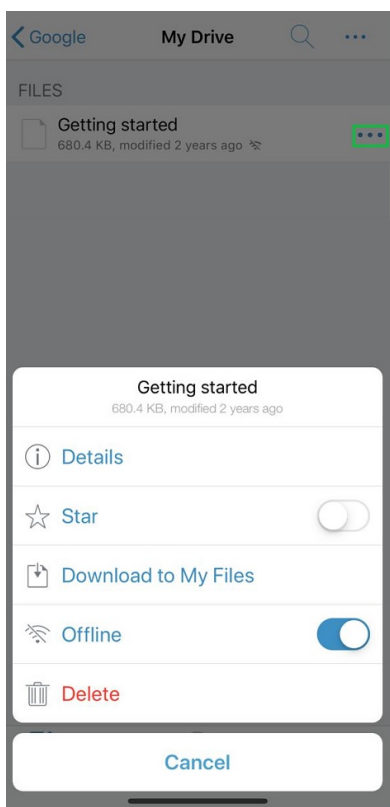 Google
My Drive
FILES
Getting started
680.4 KB, modified 2 years ago
Getting started
680.4 KB, modified 2 years ago
Details
Star
Download to My Files
Offline
Delete
Cancel